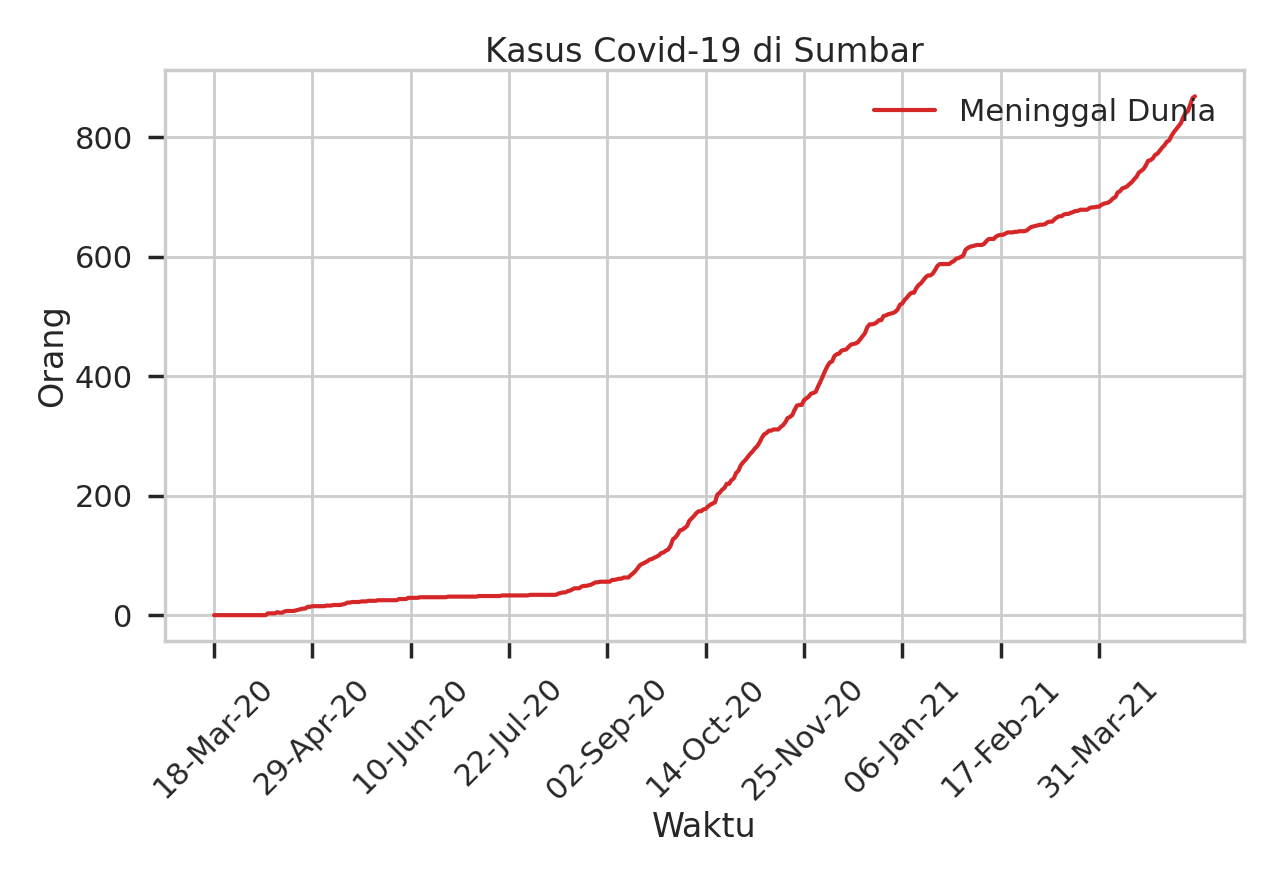 Kasus Covid-19 di Sumbar
Meninggal Dunia
Orang
800
600
400
200
0
18-Mar-20
29-Apr-20
10-Jun-20
22-Jul-20
02-Sep-20
14-Oct-20
25-Nov-20
06-Jan-21
17-Feb-21
31-Mar-21
Waktu